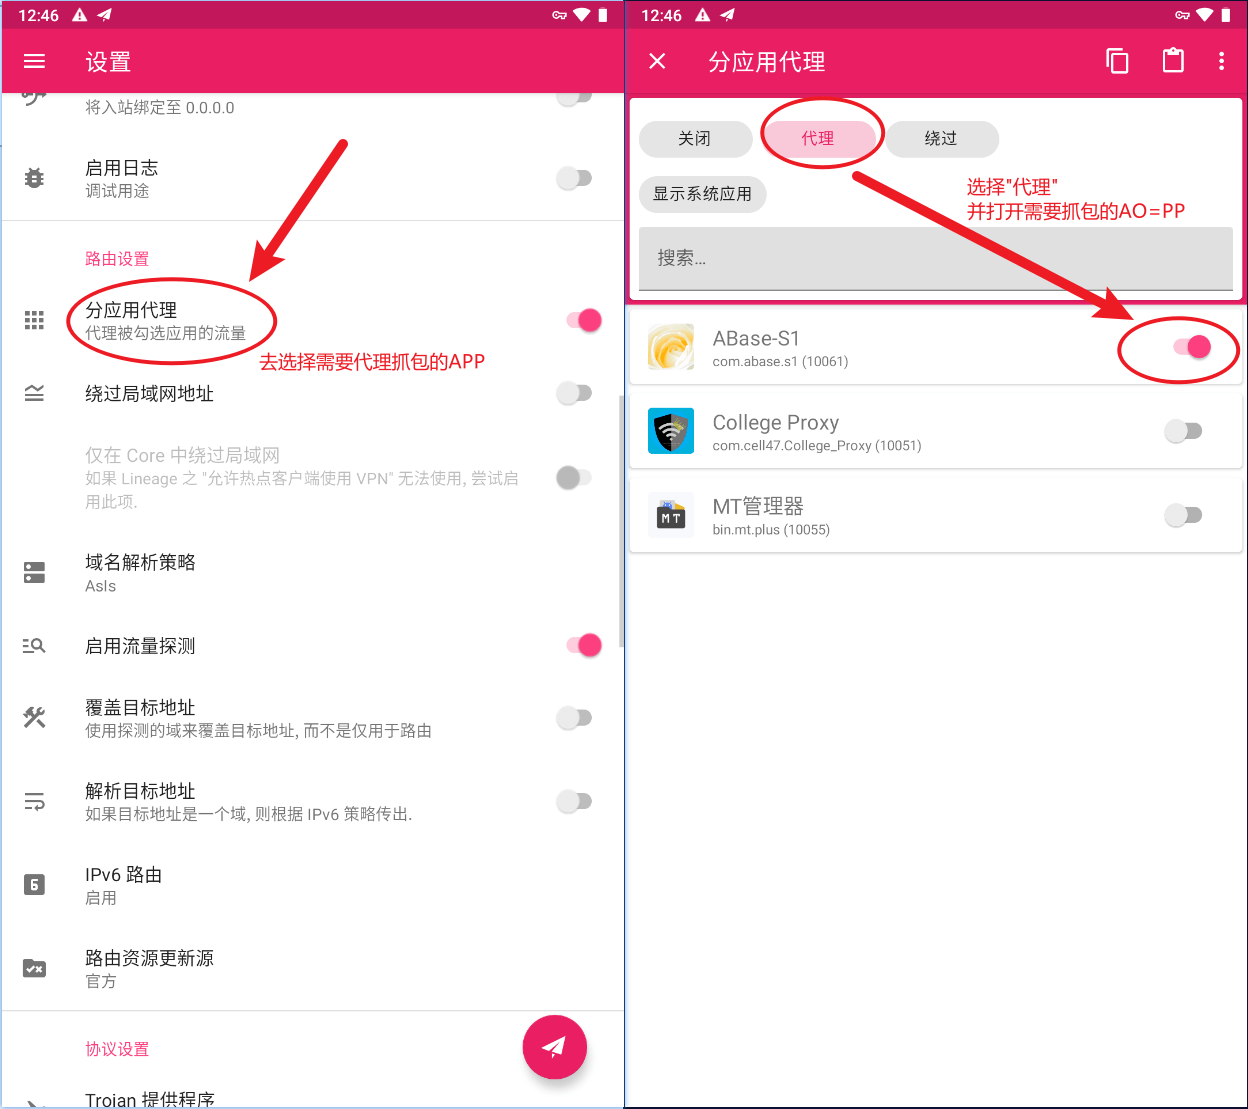 12:46
设置
将入站绑定至 0.0.0.0
启用日志
调试用途
路由设置
分应用代理
代理被勾选应用的流量
去选择需要代理抓包的APP
绕过局域网地址
仅在 Core 中绕过局域网
如果 Lineage 之 "允许热点客户端使用 VPN" 无法使用, 尝试启
用此项.
域名解析策略
AsIs
启用流量探测
覆盖目标地址
使用探测的域来覆盖目标地址, 而不是仅用于路由
解析目标地址
如果目标地址是一个域, 则根据 IPv6 策略传出.
6
IPv6 路由
启用
路由资源更新源
官方
协议设置
Trojan 提供程序
12:46
分应用代理
关闭
代理
绕过
显示系统应用
选择"代理"
并打开需要抓包的AO=PP
搜索...
ABase-S1
com.abase.s1 (10061)
College Proxy
com.cell47.College_Proxy (10051)
MT
MT管理器
bin.mt.plus (10055)